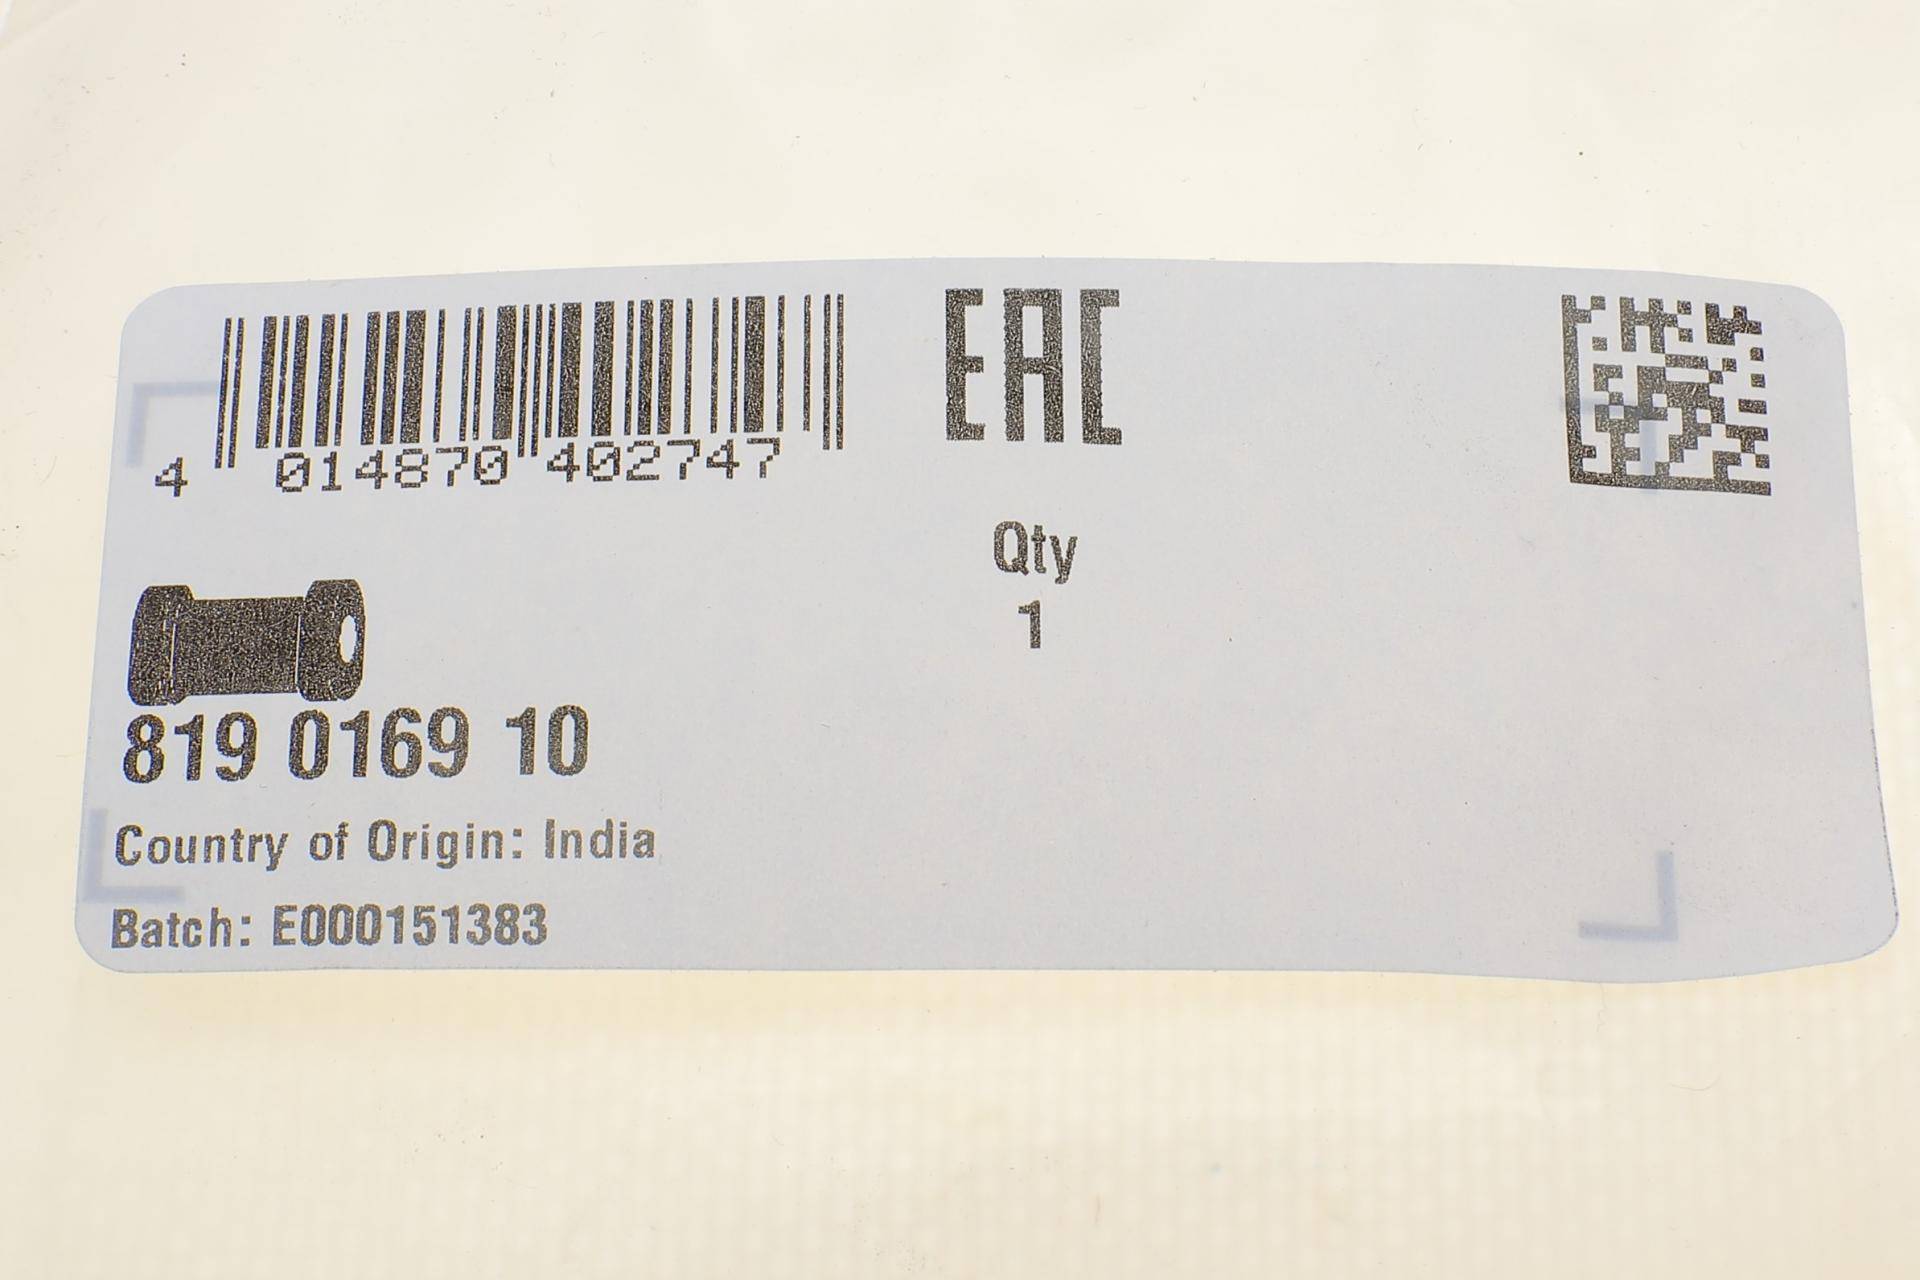 4 014870 402747
EAC
Qty
1
819 0169 10
Country of Origin: India
Batch: E000151383